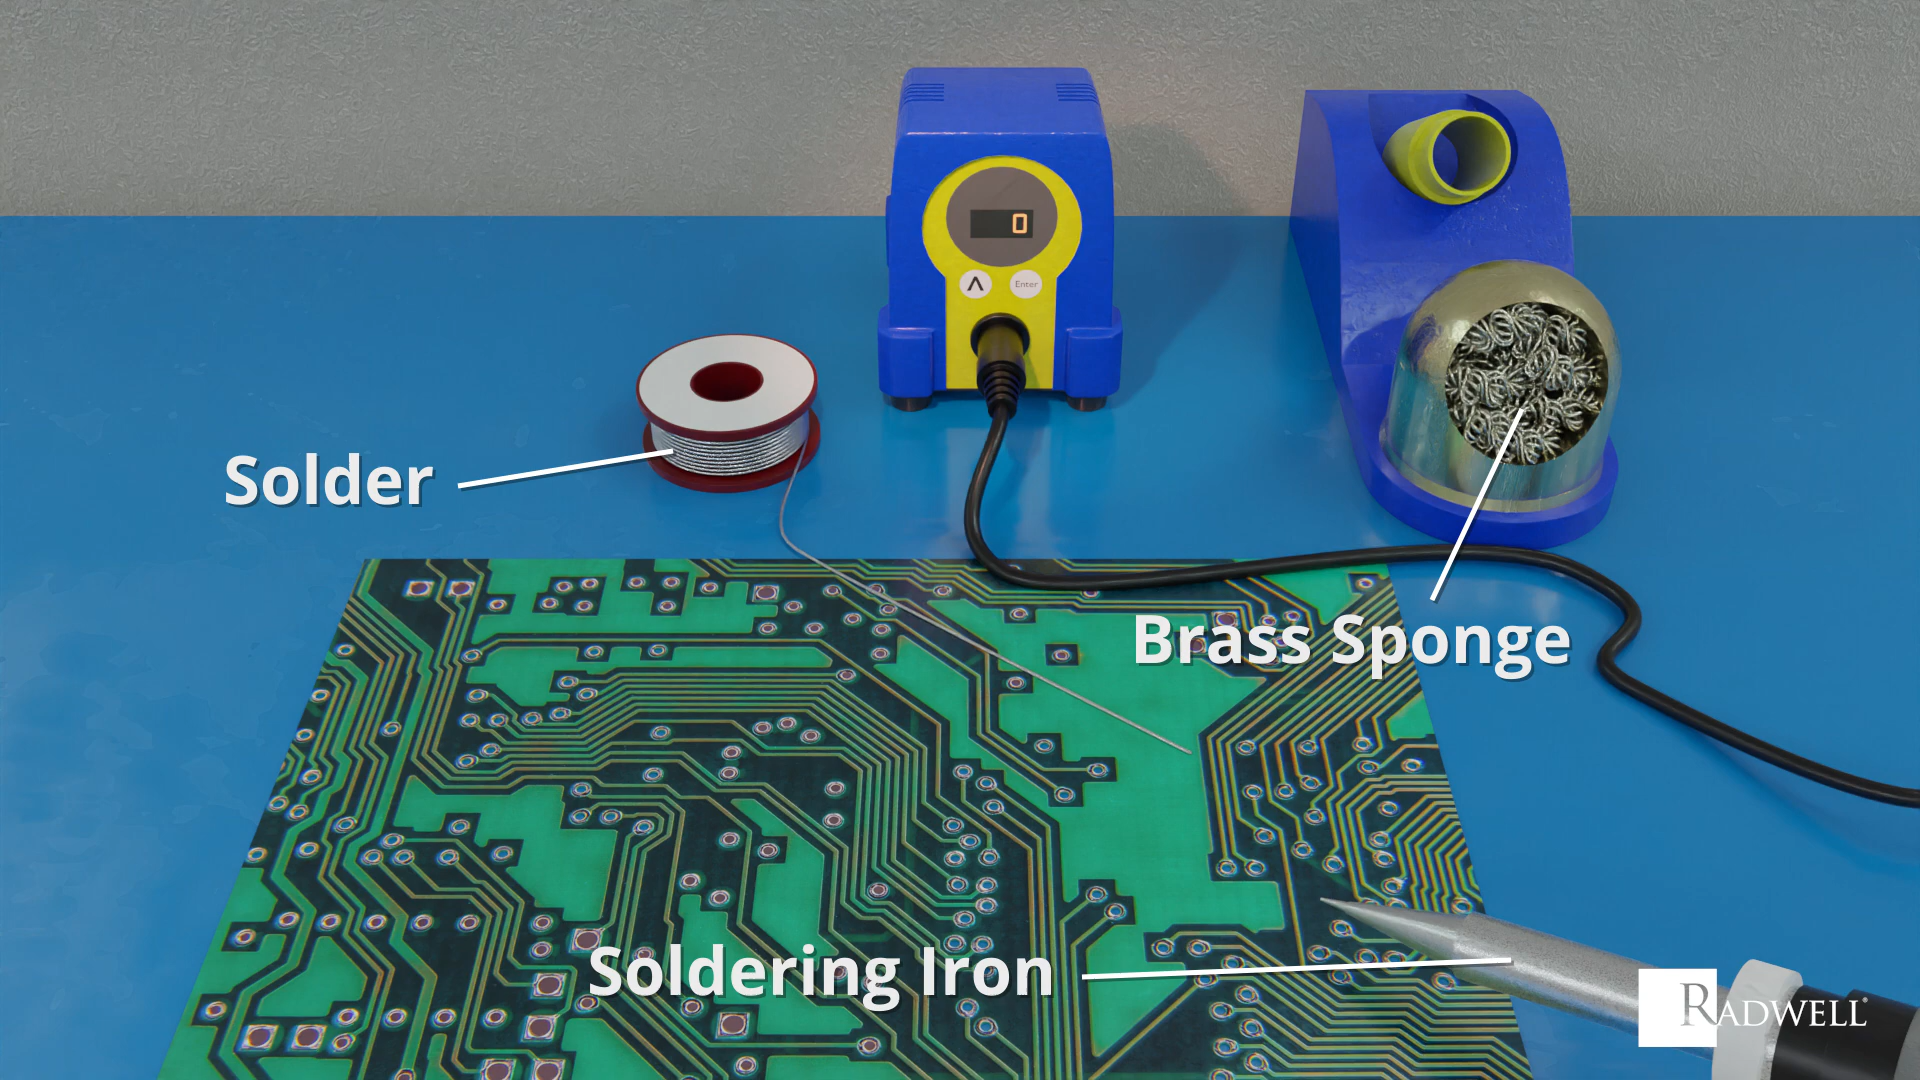 0
Λ Enter
Solder
Brass Sponge
Soldering Iron
RADWELL®